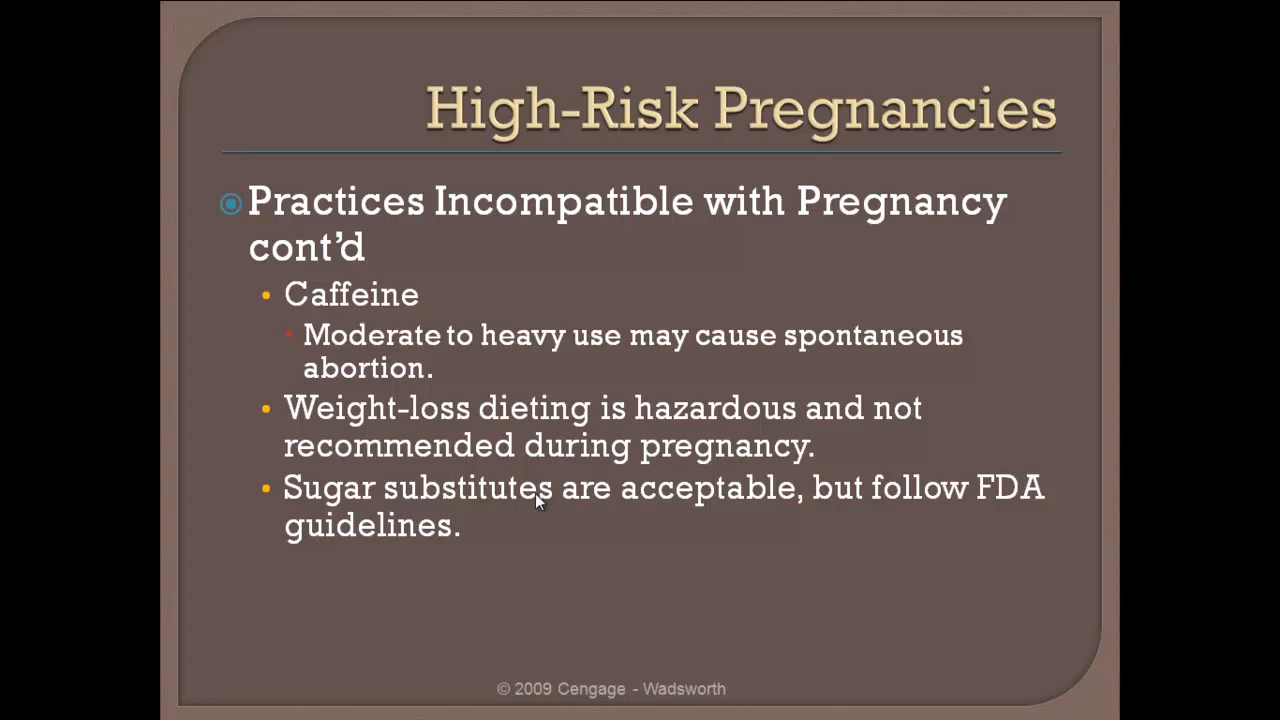 High-Risk Pregnancies
Practices Incompatible with Pregnancy
cont’d
Caffeine
Moderate to heavy use may cause spontaneous
abortion.
Weight-loss dieting is hazardous and not
recommended during pregnancy.
Sugar substitutes are acceptable, but follow FDA
guidelines.
© 2009 Cengage - Wadsworth